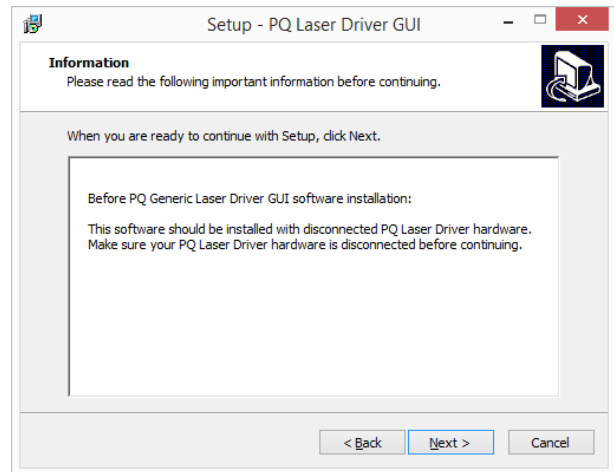 Setup - PQ Laser Driver GUI
Information
Please read the following important information before continuing.
When you are ready to continue with Setup, click Next.
Before PQ Generic Laser Driver GUI software installation:
This software should be installed with disconnected PQ Laser Driver hardware.
Make sure your PQ Laser Driver hardware is disconnected before continuing.
< Back
Next >
Cancel